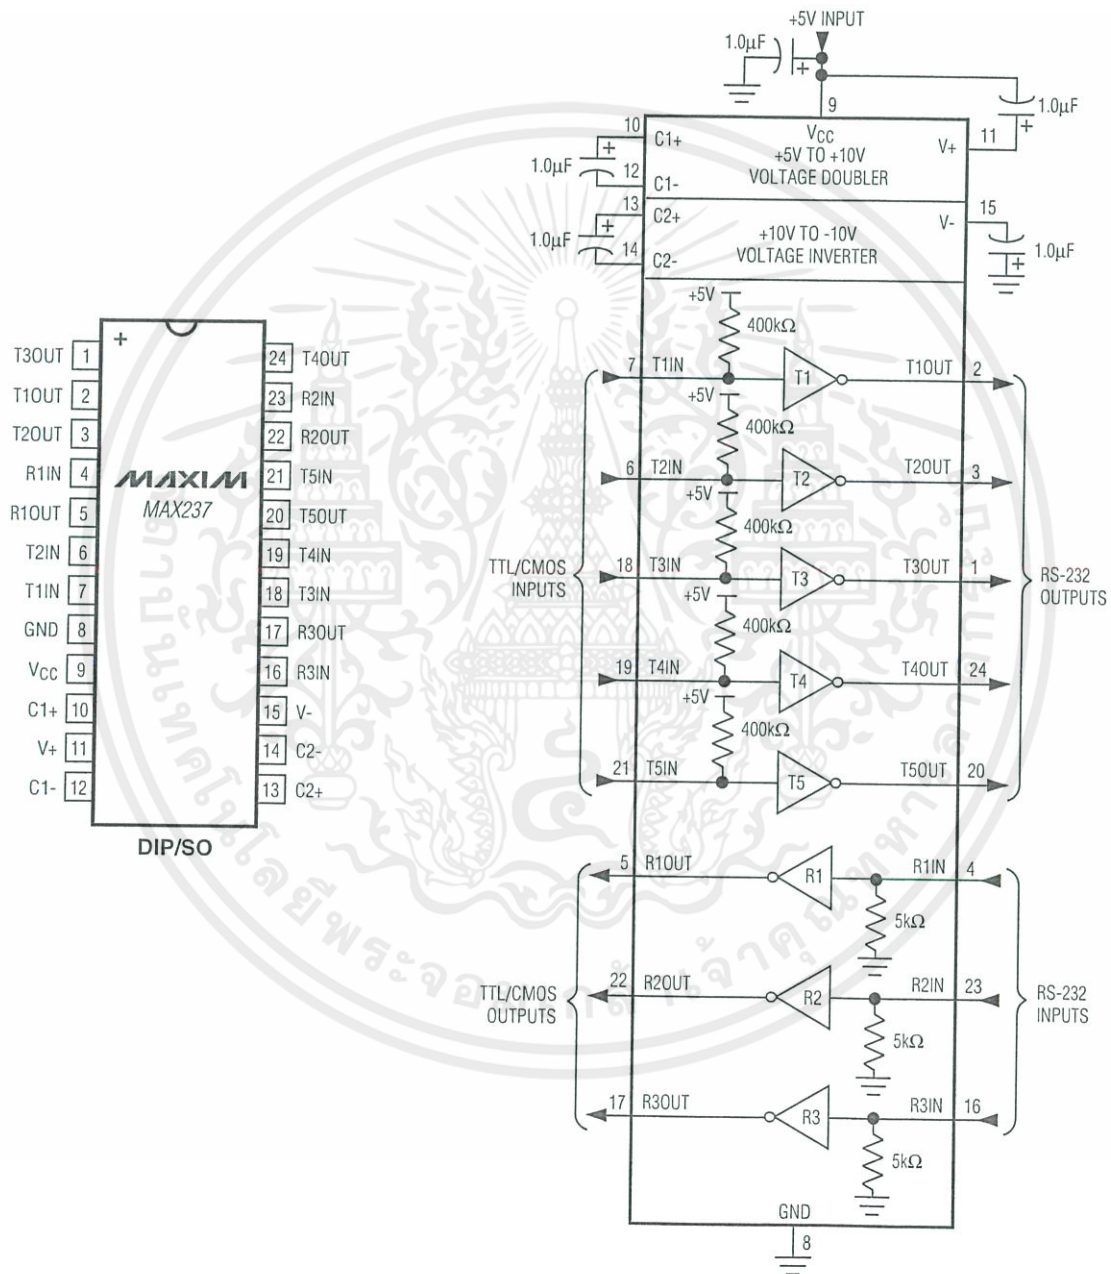 +5V INPUT
1.0µF
1.0µF
9
10
C1+
VCC
+5V TO +10V
VOLTAGE DOUBLER
V+
11
1.0µF
12
C1-
13
C2+
+10V TO -10V
VOLTAGE INVERTER
V-
15
1.0µF
14
C2-
1.0µF
T3OUT 1
T1OUT 2
T2OUT 3
R1IN 4
R1OUT 5
T2IN 6
T1IN 7
GND 8
VCC 9
C1+ 10
V+ 11
C1- 12
MAXIM
MAX237
24 T4OUT
23 R2IN
22 R2OUT
21 T5IN
20 T5OUT
19 T4IN
18 T3IN
17 R3OUT
16 R3IN
15 V-
14 C2-
13 C2+
DIP/SO
TTL/CMOS
INPUTS
+5V
400kΩ
7 T1IN T1 T1OUT 2
+5V
400kΩ
6 T2IN T2 T2OUT 3
+5V
400kΩ
18 T3IN T3 T3OUT 1
+5V
400kΩ
19 T4IN T4 T4OUT 24
+5V
400kΩ
21 T5IN T5 T5OUT 20
RS-232
OUTPUTS
TTL/CMOS
OUTPUTS
5 R1OUT R1 R1IN 4
5kΩ
22 R2OUT R2 R2IN 23
5kΩ
17 R3OUT R3 R3IN 16
5kΩ
RS-232
INPUTS
GND
8